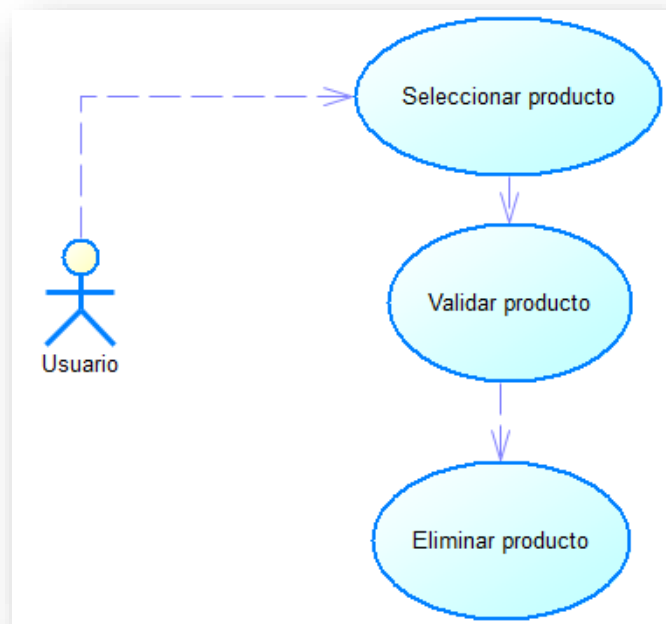 Seleccionar producto
Validar producto
Usuario
Eliminar producto